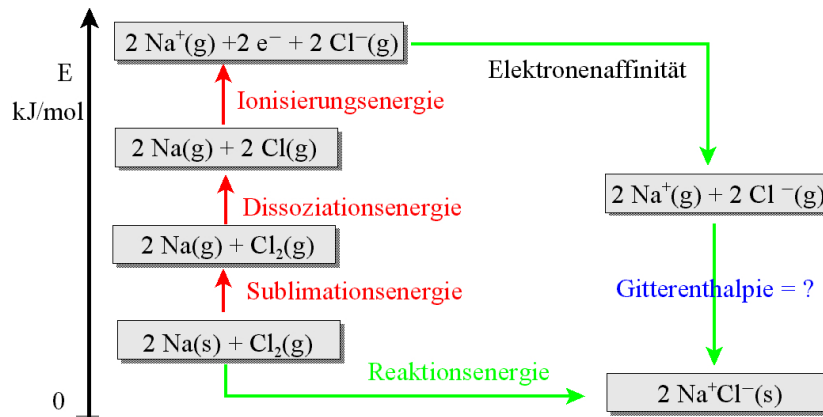 2 Na⁺(g) +2 e⁻ + 2 Cl⁻(g)
E
kJ/mol
Elektronenaffinität
Ionisierungsenergie
2 Na(g) + 2 Cl(g)
2 Na⁺(g) + 2 Cl⁻(g)
Dissoziationsenergie
2 Na(g) + Cl₂(g)
Sublimationsenergie
Gitterenthalpie = ?
2 Na(s) + Cl₂(g)
Reaktionsenergie
2 Na⁺Cl⁻(s)
0